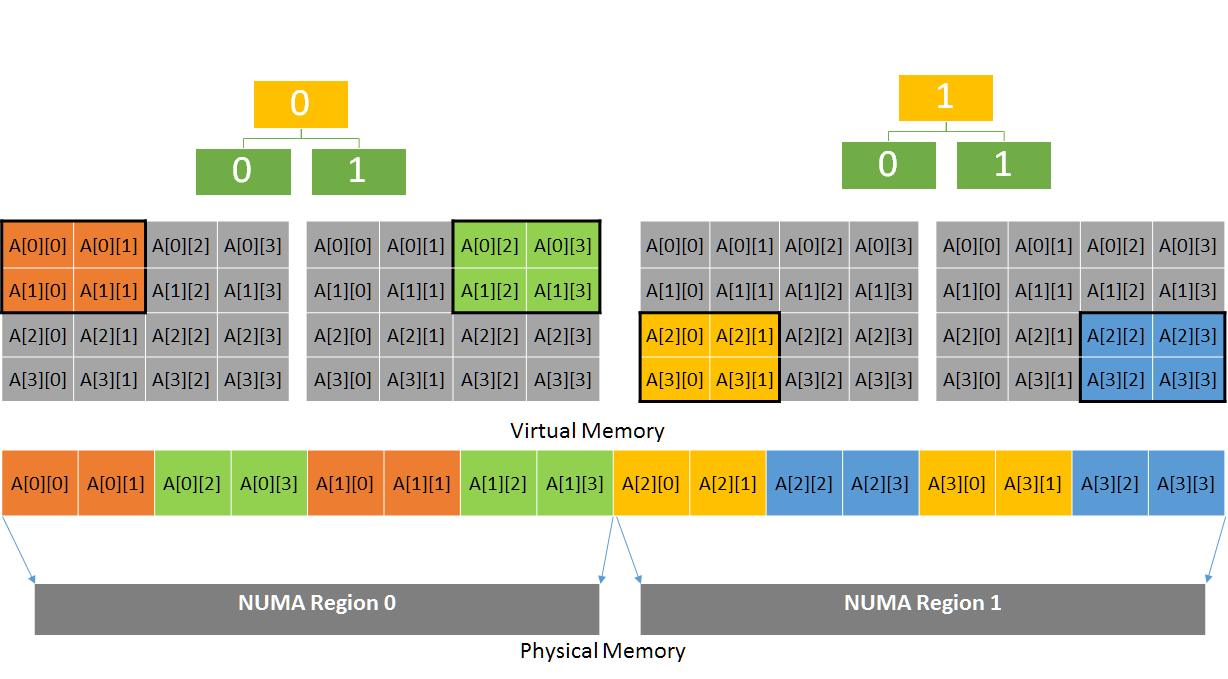 0 1
0 1 0 1
A[0][0] A[0][1] A[0][2] A[0][3] A[0][0] A[0][1] A[0][2] A[0][3] A[0][0] A[0][1] A[0][2] A[0][3] A[0][0] A[0][1] A[0][2] A[0][3]
A[1][0] A[1][1] A[1][2] A[1][3] A[1][0] A[1][1] A[1][2] A[1][3] A[1][0] A[1][1] A[1][2] A[1][3] A[1][0] A[1][1] A[1][2] A[1][3]
A[2][0] A[2][1] A[2][2] A[2][3] A[2][0] A[2][1] A[2][2] A[2][3] A[2][0] A[2][1] A[2][2] A[2][3] A[2][0] A[2][1] A[2][2] A[2][3]
A[3][0] A[3][1] A[3][2] A[3][3] A[3][0] A[3][1] A[3][2] A[3][3] A[3][0] A[3][1] A[3][2] A[3][3] A[3][0] A[3][1] A[3][2] A[3][3]
Virtual Memory
A[0][0] A[0][1] A[0][2] A[0][3] A[1][0] A[1][1] A[1][2] A[1][3] A[2][0] A[2][1] A[2][2] A[2][3] A[3][0] A[3][1] A[3][2] A[3][3]
NUMA Region 0 NUMA Region 1
Physical Memory